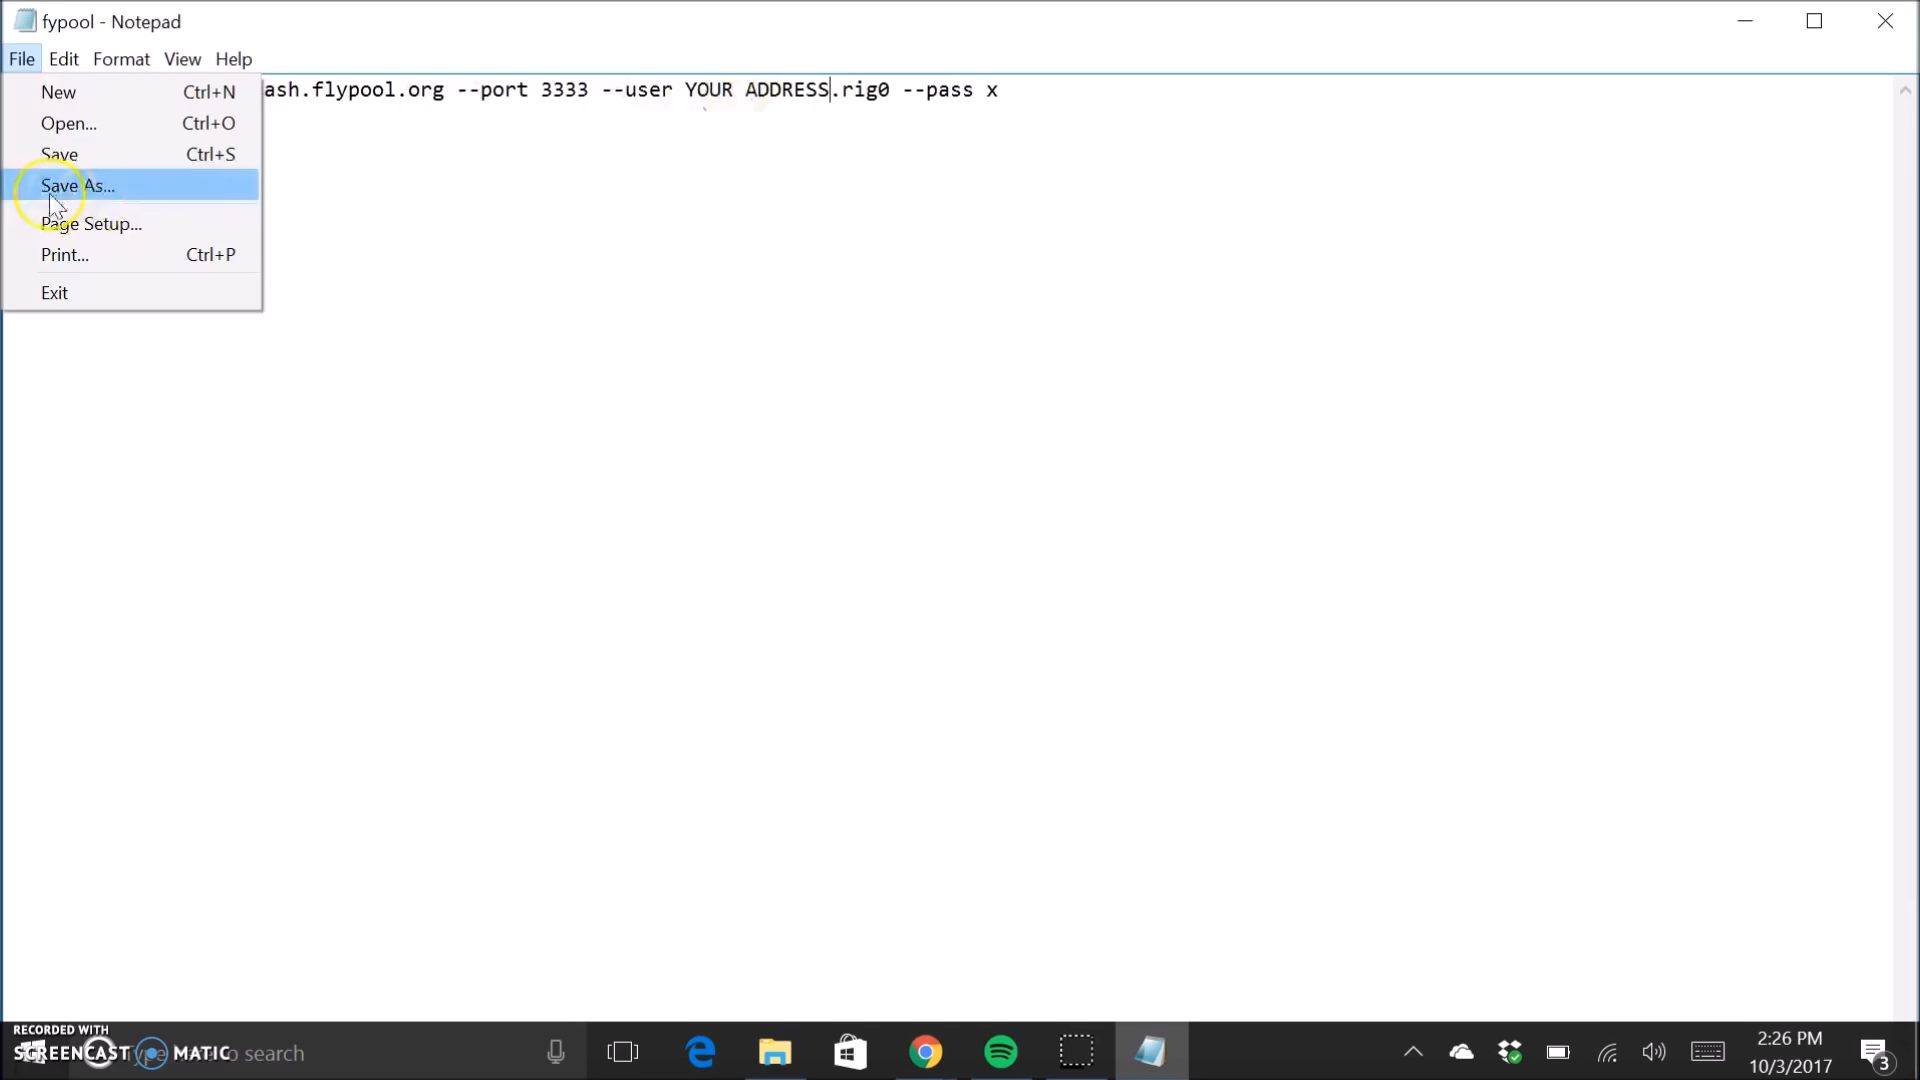 fypool - Notepad
File Edit Format View Help
ash.flypool.org --port 3333 --user YOUR ADDRESS.rig0 --pass x
New Ctrl+N
Open... Ctrl+O
Save Ctrl+S
Save As...
Page Setup...
Print... Ctrl+P
Exit
RECORDED WITH
SCREENCAST MATIC
search
2:26 PM
10/3/2017
3